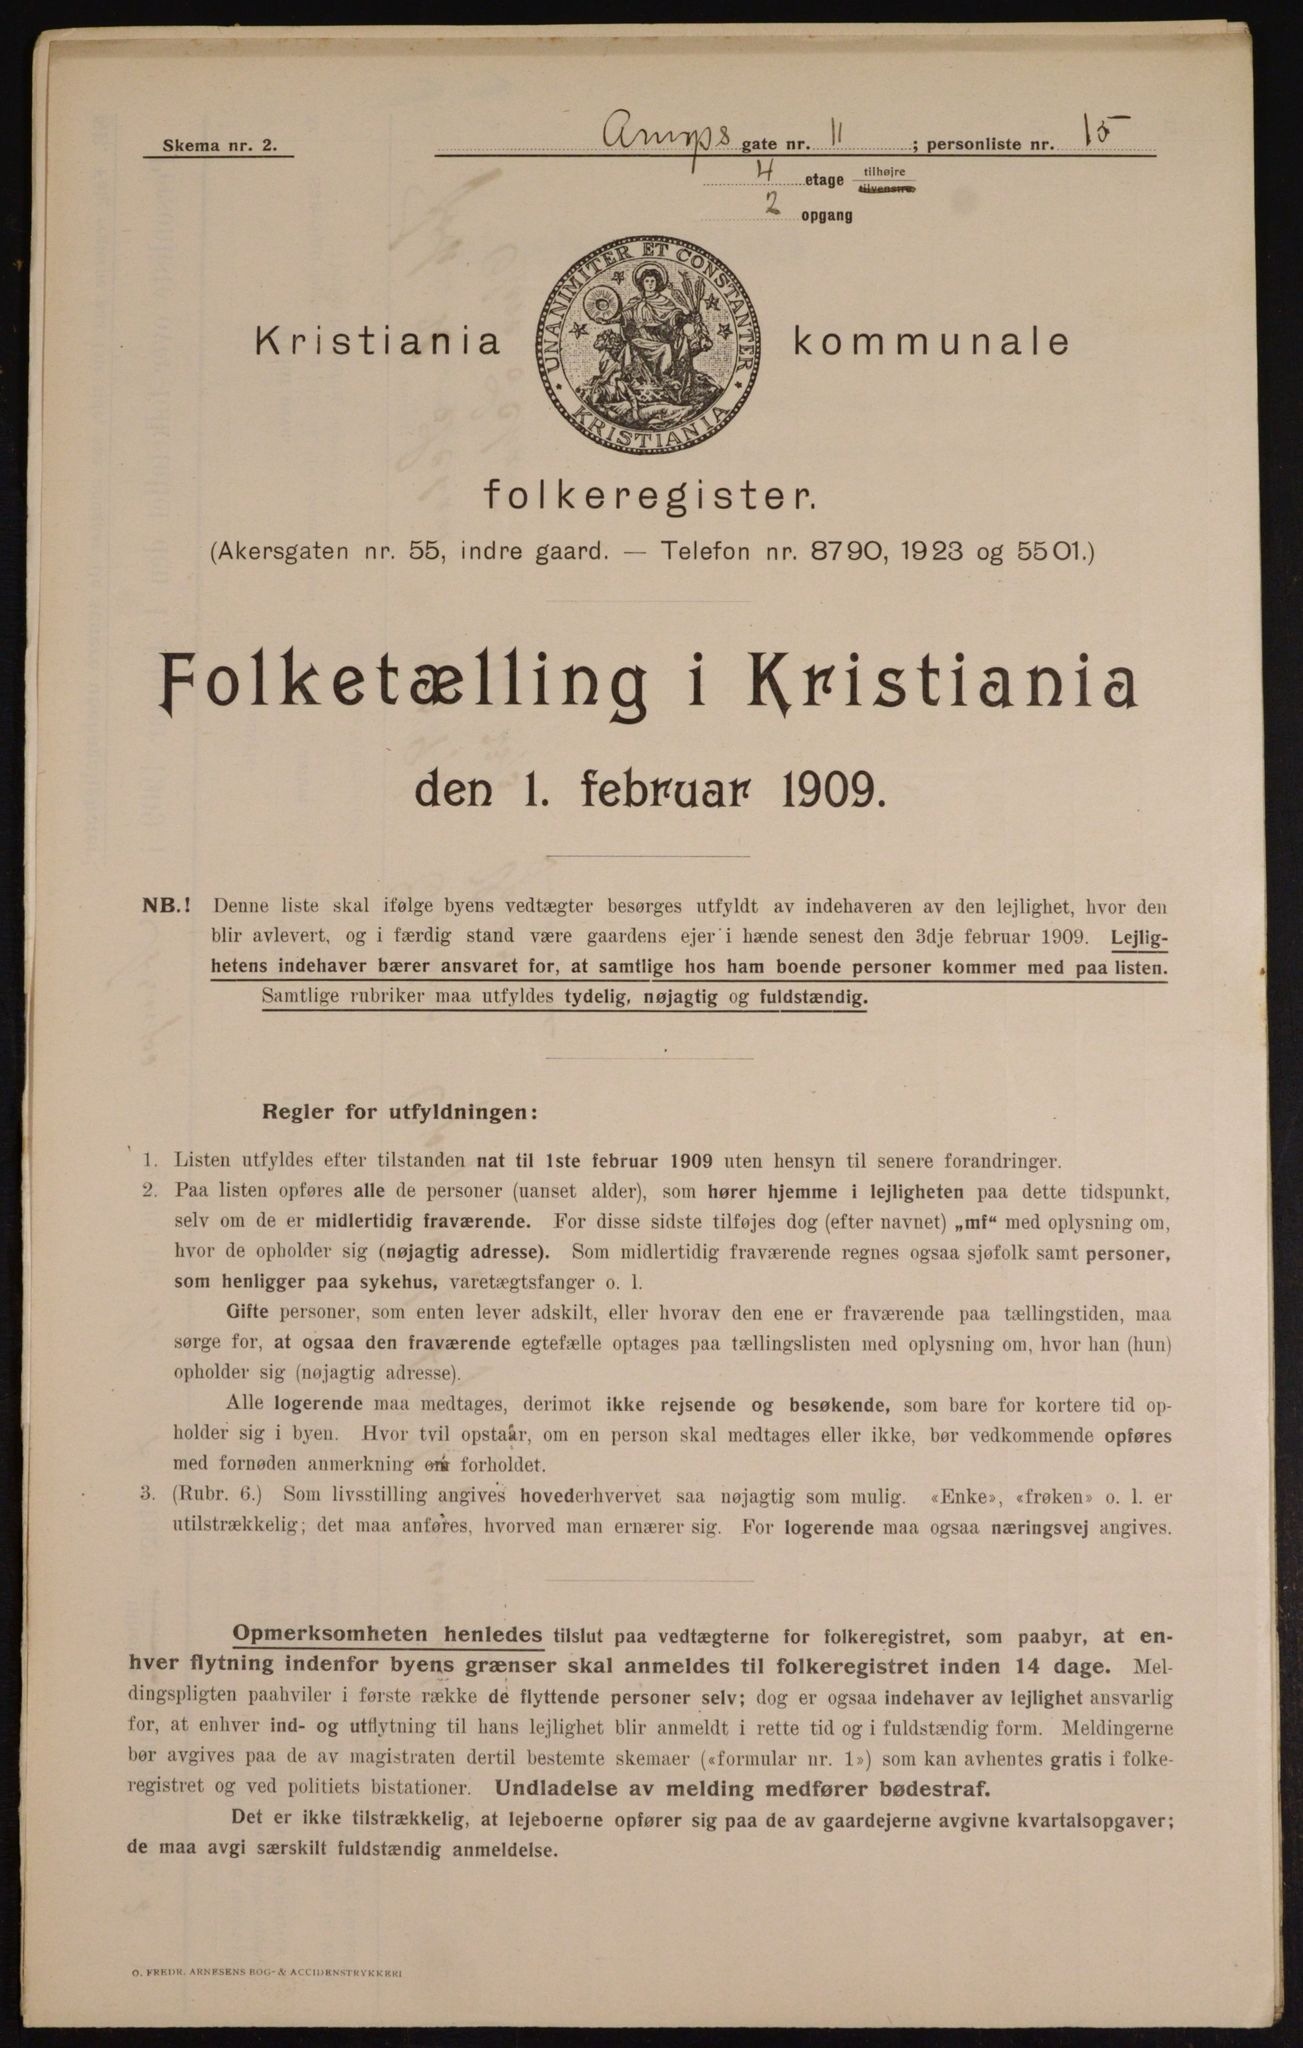 Skema nr. 2.
Arups gate nr. 11 ; personliste nr. 15
4 etage tilhøjre tilvenstre
2 opgang
UNANIMITER ET CONSTANTER
KRISTIANIA
Kristiania kommunale
folkeregister.
(Akersgaten nr. 55, indre gaard. — Telefon nr. 8790, 1923 og 5501.)
Folketælling i Kristiania
den 1. februar 1909.
NB.! Denne liste skal ifølge byens vedtægter besørges utfyldt av indehaveren av den lejlighet, hvor den
blir avlevert, og i færdig stand være gaardens ejer i hænde senest den 3dje februar 1909. Lejlig-
hetens indehaver bærer ansvaret for, at samtlige hos ham boende personer kommer med paa listen.
Samtlige rubriker maa utfyldes tydelig, nøjagtig og fuldstændig.
Regler for utfyldningen:
1. Listen utfyldes efter tilstanden nat til 1ste februar 1909 uten hensyn til senere forandringer.
2. Paa listen opføres alle de personer (uanset alder), som hører hjemme i lejligheten paa dette tidspunkt,
selv om de er midlertidig fraværende. For disse sidste tilføjes dog (efter navnet) „mf“ med oplysning om,
hvor de opholder sig (nøjagtig adresse). Som midlertidig fraværende regnes ogsaa sjøfolk samt personer,
som henligger paa sykehus, varetægtsfanger o. l.
Gifte personer, som enten lever adskilt, eller hvorav den ene er fraværende paa tællingstiden, maa
sørge for, at ogsaa den fraværende egtefælle optages paa tællingslisten med oplysning om, hvor han (hun)
opholder sig (nøjagtig adresse).
Alle logerende maa medtages, derimot ikke rejsende og besøkende, som bare for kortere tid op-
holder sig i byen. Hvor tvil opstaar, om en person skal medtages eller ikke, bør vedkommende opføres
med fornøden anmerkning om forholdet.
3. (Rubr. 6.) Som livsstilling angives hovederhvervet saa nøjagtig som mulig. «Enke», «frøken» o. l. er
utilstrækkelig; det maa anføres, hvorved man ernærer sig. For logerende maa ogsaa næringsvej angives.
Opmerksomheten henledes tilslut paa vedtægterne for folkeregistret, som paabyr, at en-
hver flytning indenfor byens grænser skal anmeldes til folkeregistret inden 14 dage. Mel-
dingspligten paahviler i første række de flyttende personer selv; dog er ogsaa indehaver av lejlighet ansvarlig
for, at enhver ind- og utflytning til hans lejlighet blir anmeldt i rette tid og i fuldstændig form. Meldingerne
bør avgives paa de av magistraten dertil bestemte skemaer («formular nr. 1») som kan avhentes gratis i folke-
registret og ved politiets bistationer. Undladelse av melding medfører bødestraf.
Det er ikke tilstrækkelig, at lejeboerne opfører sig paa de av gaardejerne avgivne kvartalsopgaver;
de maa avgi særskilt fuldstændig anmeldelse.
O. FREDR. ARNESENS BOG- & ACCIDENSTRYKKERI